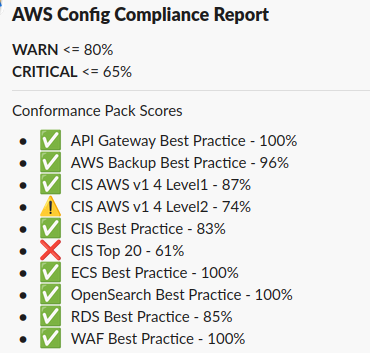 AWS Config Compliance Report
WARN <= 80%
CRITICAL <= 65%
Conformance Pack Scores
• ✅ API Gateway Best Practice - 100%
• ✅ AWS Backup Best Practice - 96%
• ✅ CIS AWS v1 4 Level1 - 87%
• ⚠️ CIS AWS v1 4 Level2 - 74%
• ✅ CIS Best Practice - 83%
• ❌ CIS Top 20 - 61%
• ✅ ECS Best Practice - 100%
• ✅ OpenSearch Best Practice - 100%
• ✅ RDS Best Practice - 85%
• ✅ WAF Best Practice - 100%